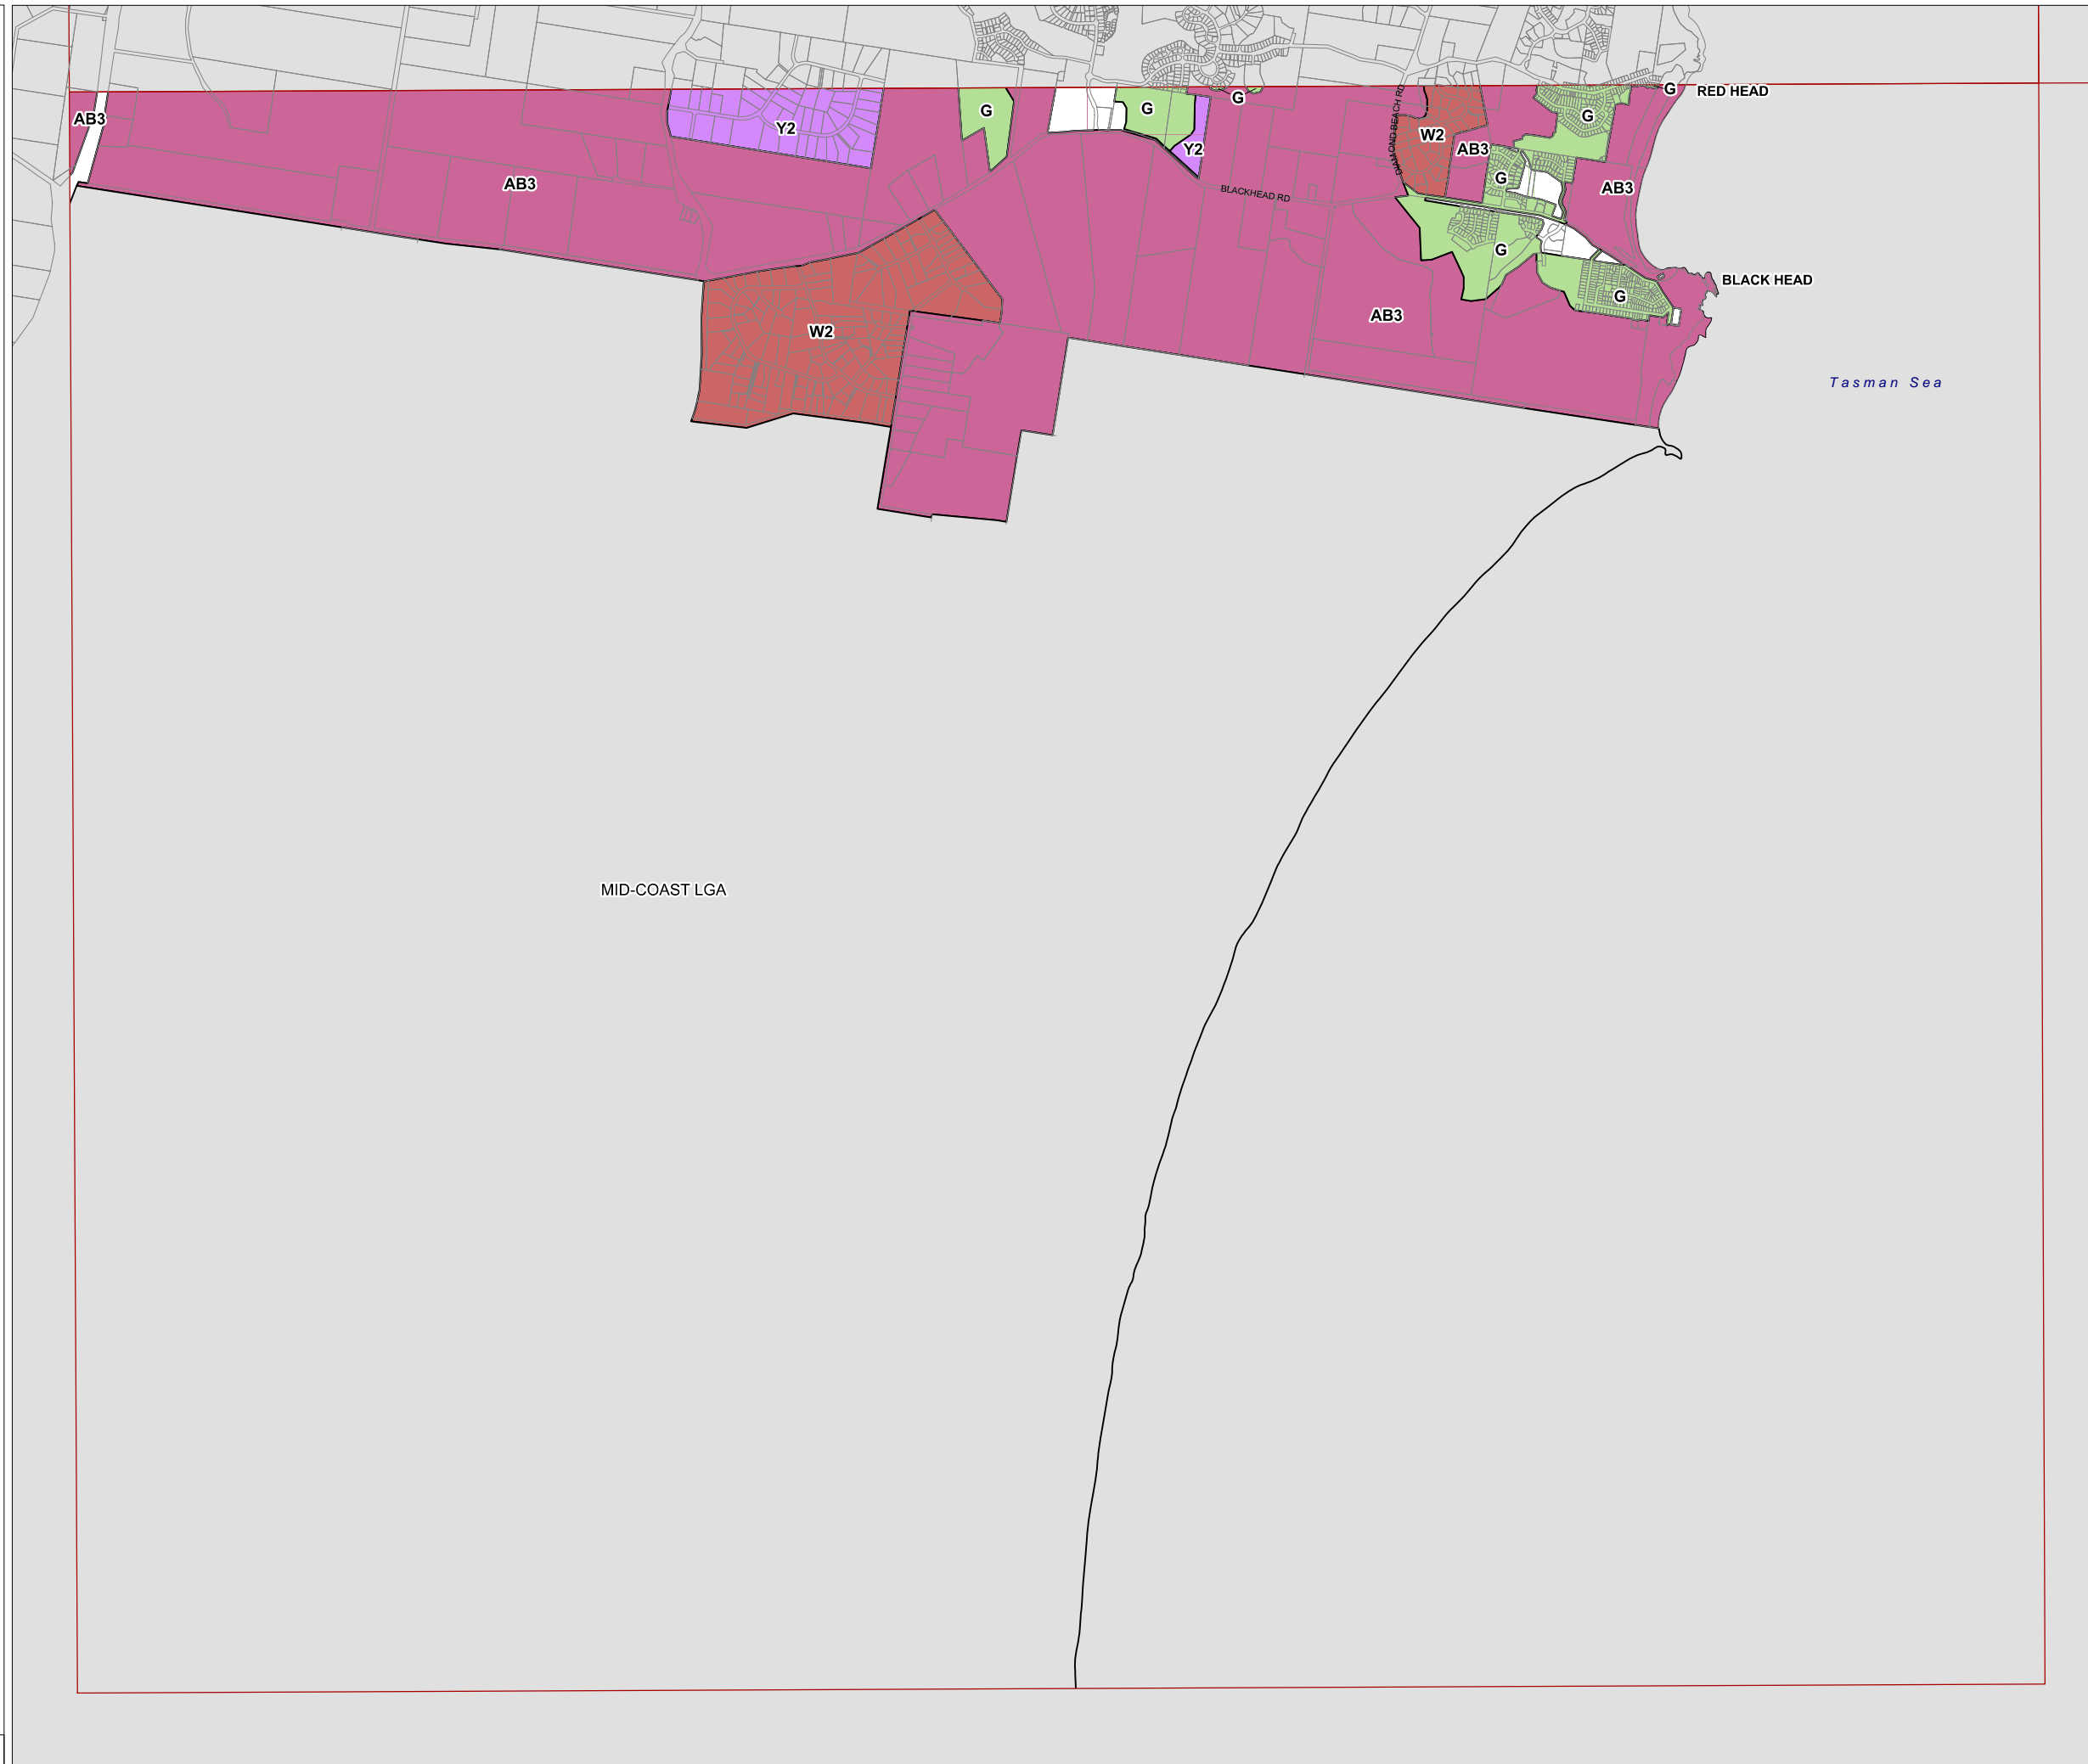 G
RED HEAD
G
G
G
AB3
G
Y2
W2
DIAMOND BEACH RD
Y2
AB3
G
AB3
AB3
BLACKHEAD RD
G
BLACK HEAD
G
AB3
W2
Tasman Sea
MID-COAST LGA